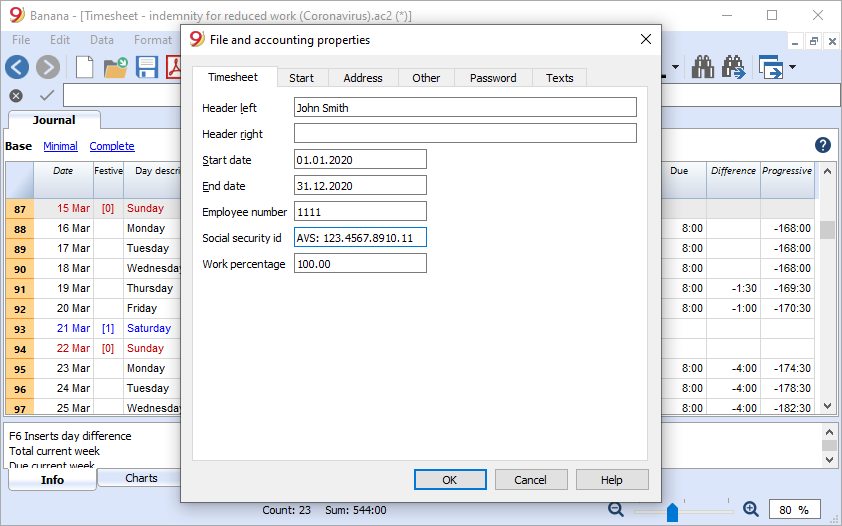 Banana - [Timesheet - indemnity for reduced work (Coronavirus).ac2 (*)]
File Edit Data Format
File and accounting properties
Timesheet Start Address Other Password Texts
Header left John Smith
Header right
Start date 01.01.2020
End date 31.12.2020
Employee number 1111
Social security id AVS: 123.4567.8910.11
Work percentage 100.00
OK Cancel Help
Journal
Base Minimal Complete
Date Festive Day descri Due Difference Progressive
87 15 Mar [0] Sunday
88 16 Mar Monday 8:00 -168:00
89 17 Mar Tuesday 8:00 -168:00
90 18 Mar Wednesday 8:00 -168:00
91 19 Mar Thursday 8:00 -1:30 -169:30
92 20 Mar Friday 8:00 -1:00 -170:30
93 21 Mar [1] Saturday
94 22 Mar [0] Sunday
95 23 Mar Monday 8:00 -4:00 -174:30
96 24 Mar Tuesday 8:00 -4:00 -178:30
97 25 Mar Wednesday 8:00 -4:00 -182:30
F6 Inserts day difference
Total current week
Due current week
Info Charts
Count: 23 Sum: 544:00
80 %